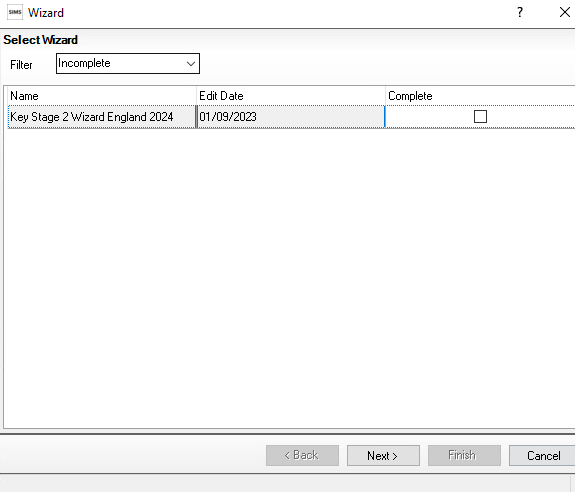 SIMS Wizard ?
Select Wizard
Filter Incomplete
Name Edit Date Complete
Key Stage 2 Wizard England 2024 01/09/2023
< Back Next > Finish Cancel